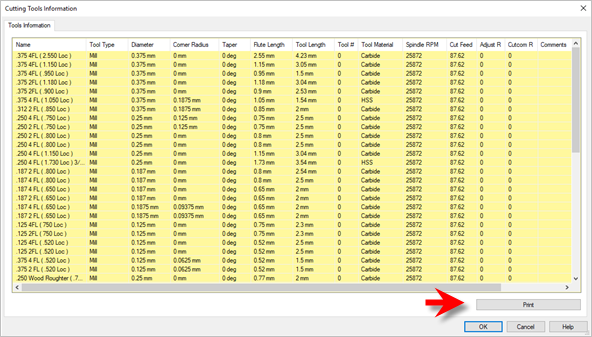 Cutting Tools Information
Tools Information
Name Tool Type Diameter Corner Radius Taper Flute Length Tool Length Tool # Tool Material Spindle RPM Cut Feed Adjust R Cutcom R Comments
.375 4FL ( 2.550 Loc ) Mill 0.375 mm 0 mm 0 deg 2.55 mm 4.23 mm 0 Carbide 25872 87.62 0 0
.375 4FL ( 1.150 Loc ) Mill 0.375 mm 0 mm 0 deg 1.15 mm 3.05 mm 0 Carbide 25872 87.62 0 0
.375 4FL ( .950 Loc ) Mill 0.375 mm 0 mm 0 deg 0.95 mm 1.5 mm 0 Carbide 25872 87.62 0 0
.375 2FL ( 1.180 Loc ) Mill 0.375 mm 0 mm 0 deg 1.18 mm 3.04 mm 0 Carbide 25872 87.62 0 0
.375 2FL ( .900 Loc ) Mill 0.375 mm 0 mm 0 deg 0.9 mm 2.53 mm 0 Carbide 25872 87.62 0 0
.375 4 FL ( 1.050 Loc ) Mill 0.375 mm 0.1875 mm 0 deg 1.05 mm 1.54 mm 0 HSS 25872 87.62 0 0
.312 2 FL ( .850 Loc ) Mill 0.375 mm 0.1875 mm 0 deg 0.85 mm 2 mm 0 Carbide 25872 87.62 0 0
.250 4 FL ( .750 Loc ) Mill 0.25 mm 0.125 mm 0 deg 0.75 mm 2.5 mm 0 Carbide 25872 87.62 0 0
.250 2 FL ( .750 Loc ) Mill 0.25 mm 0.125 mm 0 deg 0.75 mm 2.5 mm 0 Carbide 25872 87.62 0 0
.250 2 FL ( .800 Loc ) Mill 0.25 mm 0 mm 0 deg 0.8 mm 2.5 mm 0 Carbide 25872 87.62 0 0
.250 4 FL ( .800 Loc ) Mill 0.25 mm 0 mm 0 deg 0.8 mm 2.5 mm 0 Carbide 25872 87.62 0 0
.250 4 FL ( 1.150 Loc ) Mill 0.25 mm 0 mm 0 deg 1.15 mm 3.04 mm 0 Carbide 25872 87.62 0 0
.250 4 FL ( 1.730 Loc ) 3/... Mill 0.25 mm 0 mm 0 deg 1.73 mm 3.54 mm 0 HSS 25872 87.62 0 0
.187 2 FL ( .800 Loc ) Mill 0.187 mm 0 mm 0 deg 0.8 mm 2.54 mm 0 Carbide 25872 87.62 0 0
.187 4 FL ( .800 Loc ) Mill 0.187 mm 0 mm 0 deg 0.8 mm 2 mm 0 Carbide 25872 87.62 0 0
.187 4 FL ( .650 Loc ) Mill 0.187 mm 0 mm 0 deg 0.65 mm 2 mm 0 Carbide 25872 87.62 0 0
.187 4 FL ( .650 Loc ) Mill 0.1875 mm 0.09375 mm 0 deg 0.65 mm 2 mm 0 Carbide 25872 87.62 0 0
.187 2 FL ( .650 Loc ) Mill 0.1875 mm 0.09375 mm 0 deg 0.65 mm 2 mm 0 Carbide 25872 87.62 0 0
.125 4FL ( 750 Loc ) Mill 0.125 mm 0 mm 0 deg 0.75 mm 2.3 mm 0 Carbide 25872 87.62 0 0
.125 2FL ( 750 Loc ) Mill 0.125 mm 0 mm 0 deg 0.75 mm 2.3 mm 0 Carbide 25872 87.62 0 0
.125 4FL ( .520 Loc ) Mill 0.125 mm 0 mm 0 deg 0.52 mm 2.5 mm 0 Carbide 25872 87.62 0 0
.125 2FL ( .520 Loc ) Mill 0.125 mm 0 mm 0 deg 0.52 mm 2.5 mm 0 Carbide 25872 87.62 0 0
.375 4 FL ( .520 Loc ) Mill 0.125 mm 0.0625 mm 0 deg 0.52 mm 1.5 mm 0 Carbide 25872 87.62 0 0
.375 2 FL ( .520 Loc ) Mill 0.125 mm 0.0625 mm 0 deg 0.52 mm 1.5 mm 0 Carbide 25872 87.62 0 0
.250 Wood Roughter ( .7... Mill 0.25 mm 0 mm 0 deg 0.77 mm 2 mm 0 Carbide 25872 87.62 0 0
Print
OK Cancel Help